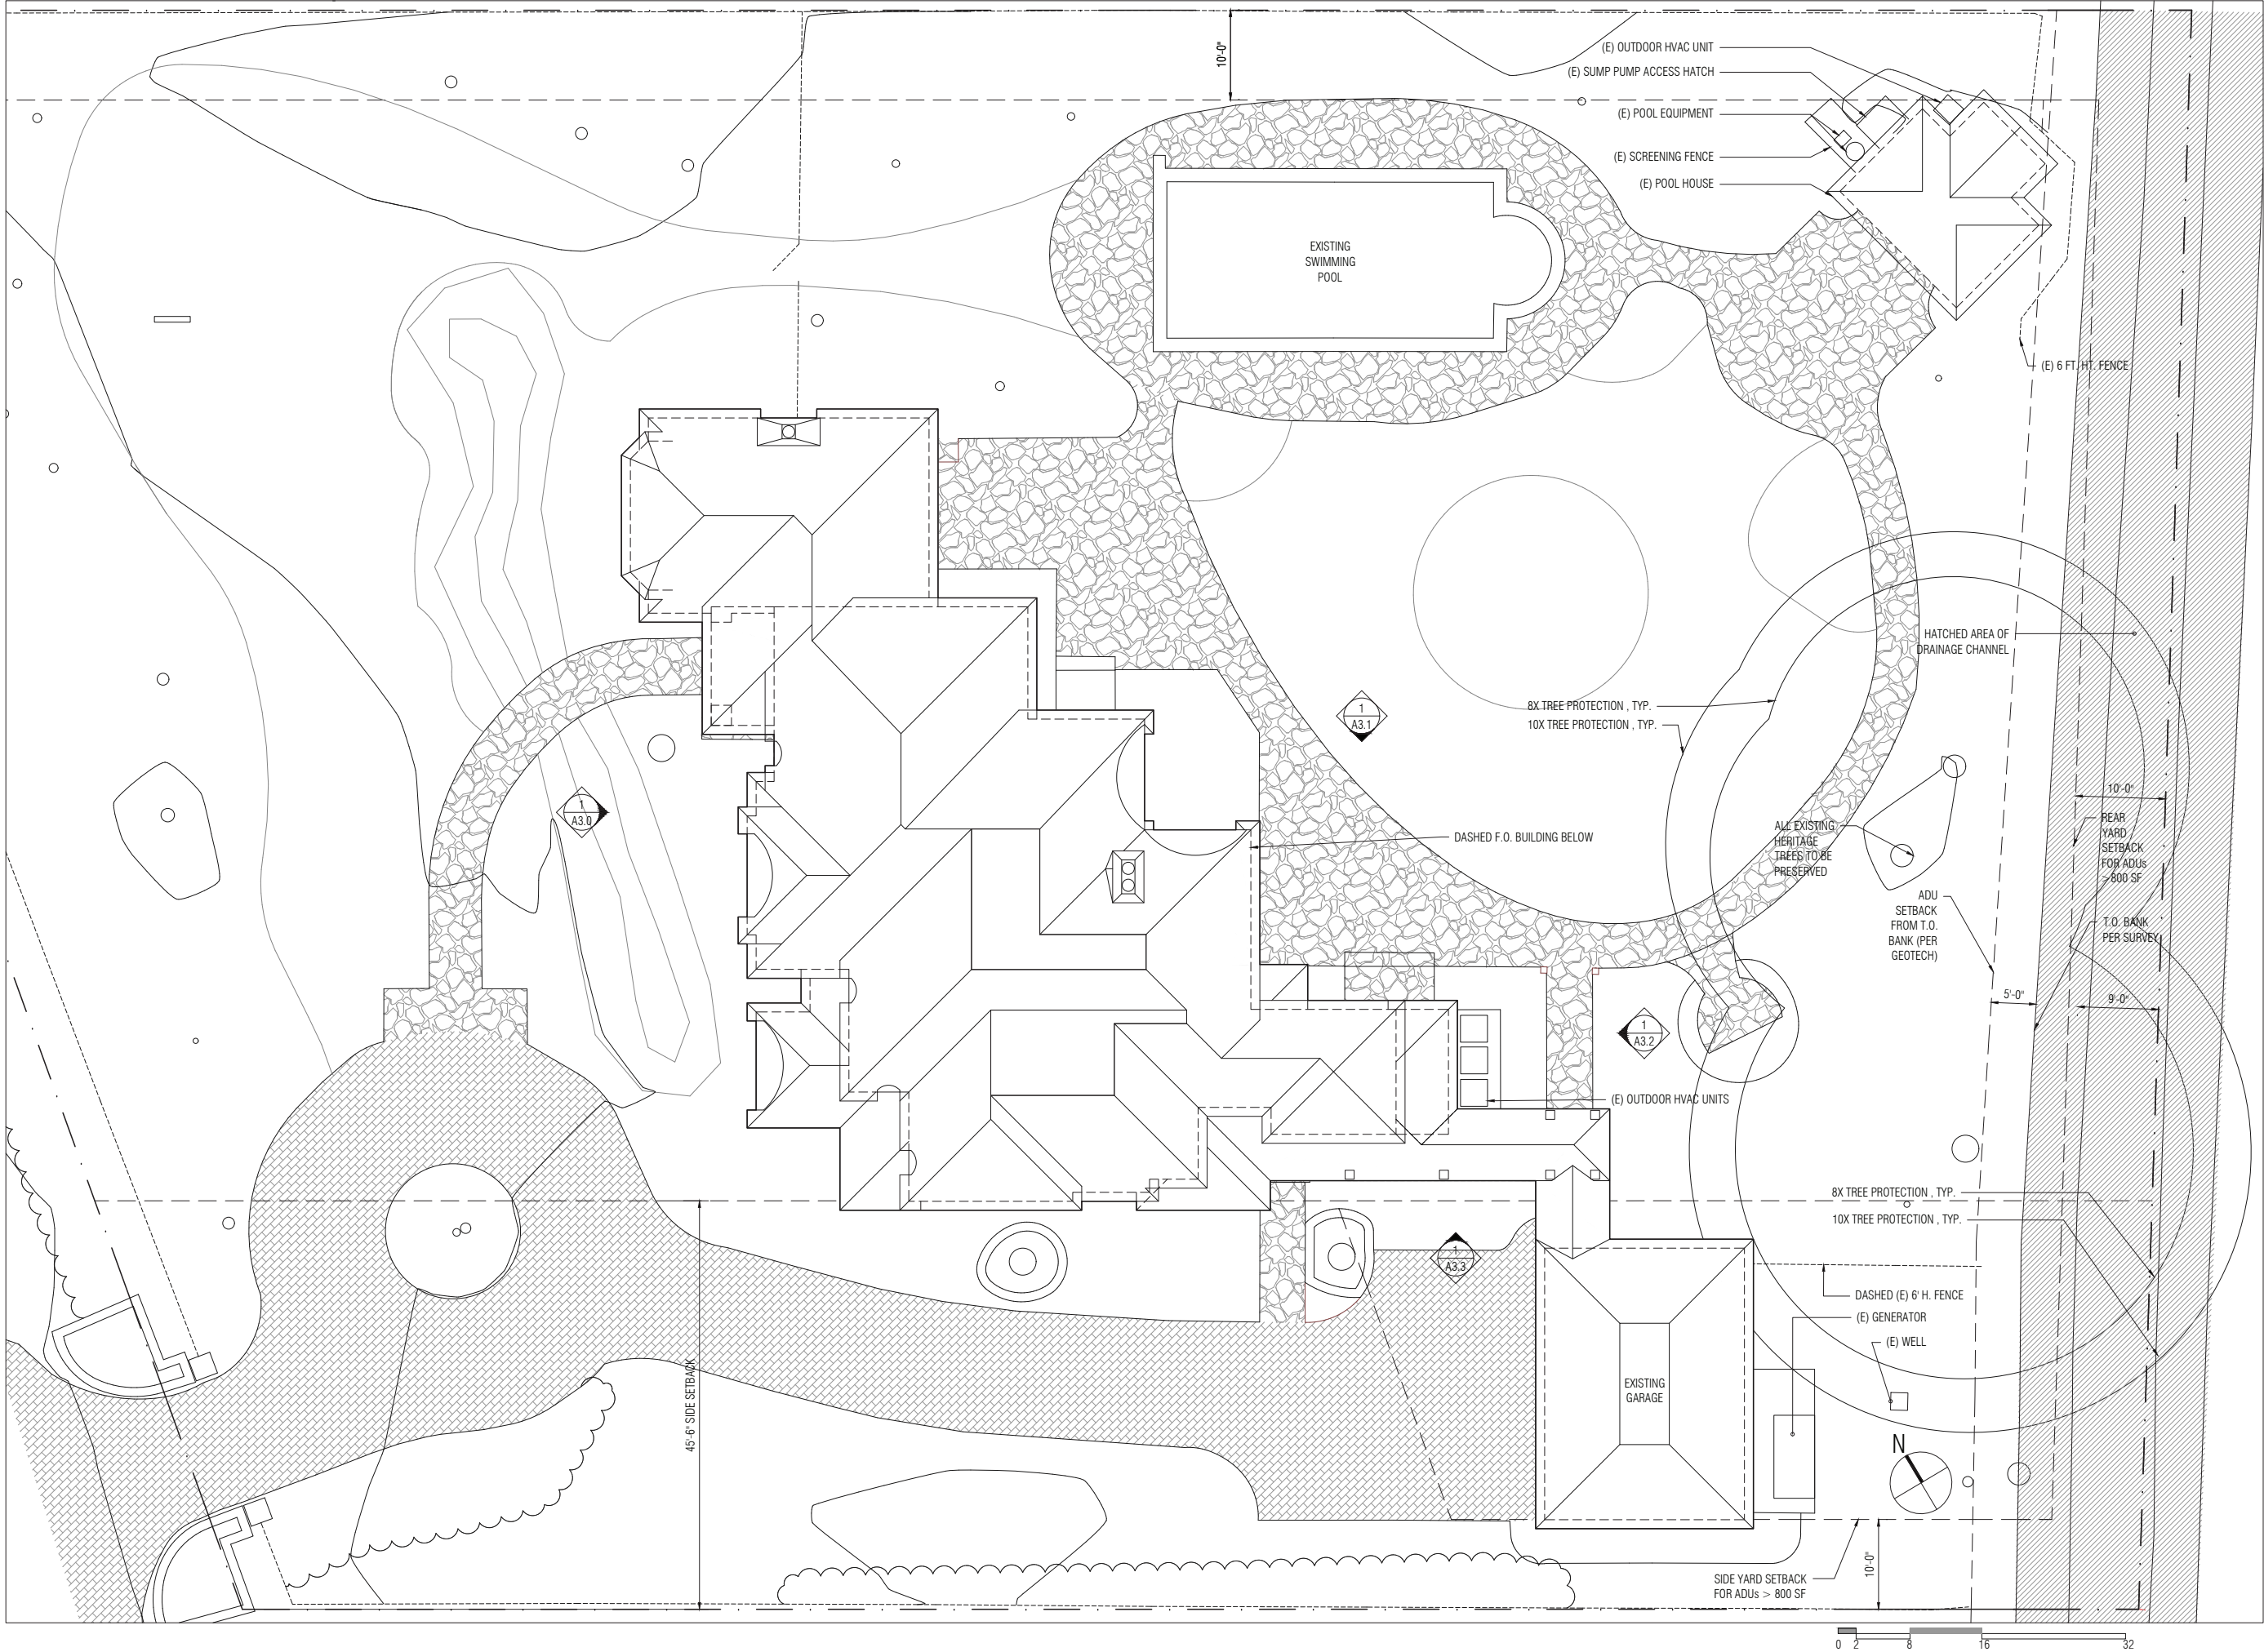 10'-0"
(E) OUTDOOR HVAC UNIT
(E) SUMP PUMP ACCESS HATCH
(E) POOL EQUIPMENT
(E) SCREENING FENCE
(E) POOL HOUSE
EXISTING
SWIMMING
POOL
(E) 6 FT. HT. FENCE
HATCHED AREA OF
DRAINAGE CHANNEL
8X TREE PROTECTION , TYP.
10X TREE PROTECTION , TYP.
1
A3.1
1
A3.0
DASHED F.O. BUILDING BELOW
ALL EXISTING
HERITAGE
TREES TO BE
PRESERVED
10'-0"
REAR
YARD
SETBACK
FOR ADUs
>800 SF
ADU
SETBACK
FROM T.O.
BANK (PER
GEOTECH)
T.O. BANK
PER SURVEY
5'-0"
9'-0"
1
A3.2
(E) OUTDOOR HVAC UNITS
8X TREE PROTECTION , TYP.
10X TREE PROTECTION , TYP.
1
A3.3
DASHED (E) 6' H. FENCE
(E) GENERATOR
(E) WELL
45'-6" SIDE SETBACK
EXISTING
GARAGE
N
SIDE YARD SETBACK
FOR ADUs > 800 SF
10'-0"
0 2 8 16 32